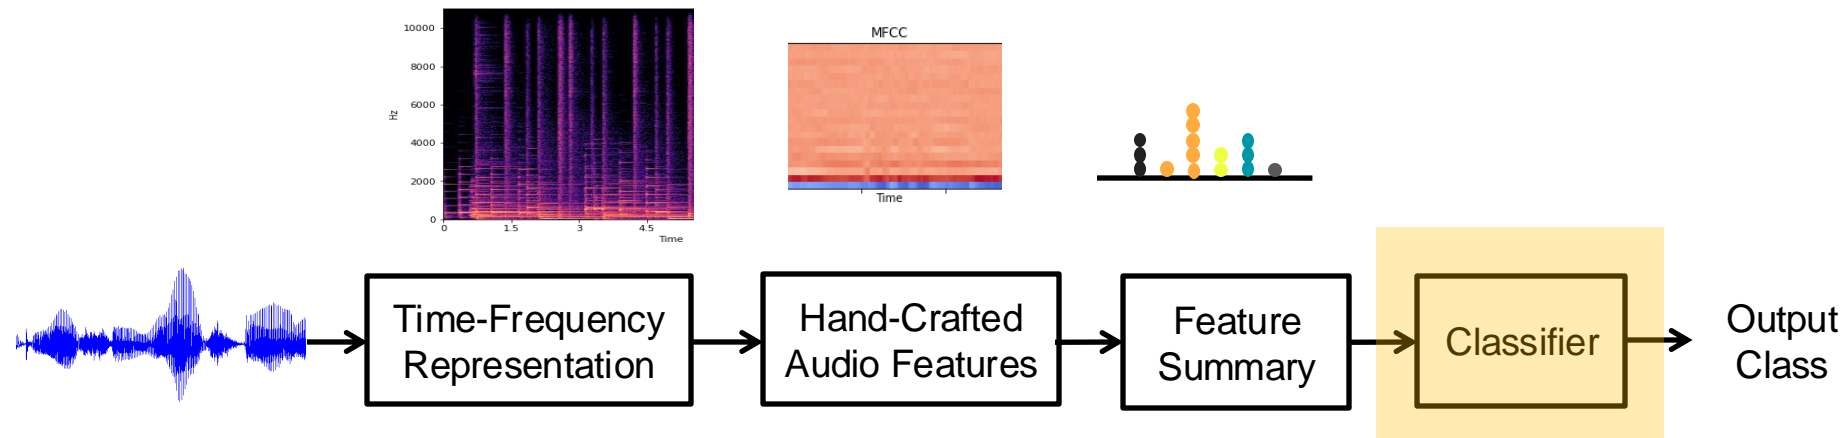 10000
8000
6000
4000
2000
0
Hz
0 1.5 3 4.5
Time
MFCC
Time
Time-Frequency
Representation
Hand-Crafted
Audio Features
Feature
Summary
Classifier
Output
Class